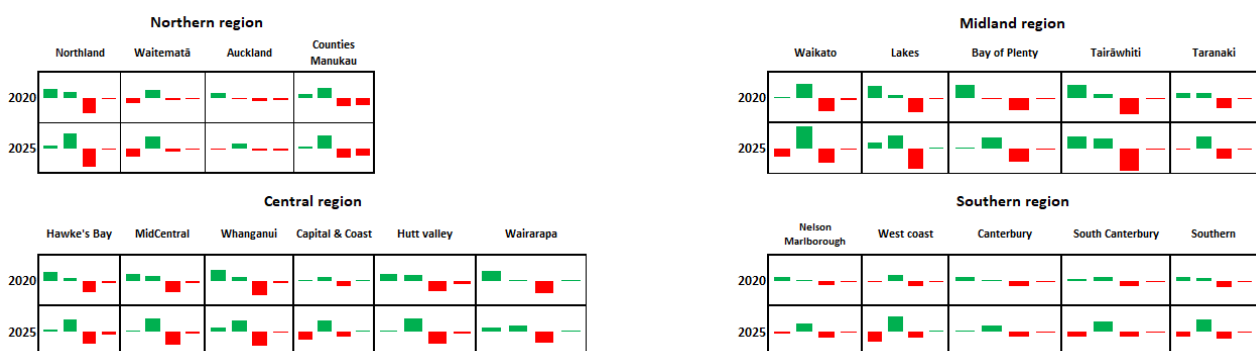 Northern region
Northland Waitematā Auckland Counties Manukau
2020
2025
Midland region
Waikato Lakes Bay of Plenty Tairāwhiti Taranaki
2020
2025
Central region
Hawke's Bay MidCentral Whanganui Capital & Coast Hutt valley Wairarapa
2020
2025
Southern region
Nelson Marlborough West coast Canterbury South Canterbury Southern
2020
2025